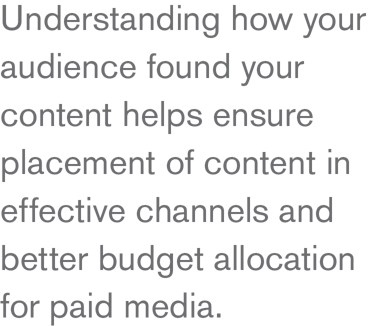 Understanding how your
audience found your
content helps ensure
placement of content in
effective channels and
better budget allocation
for paid media.